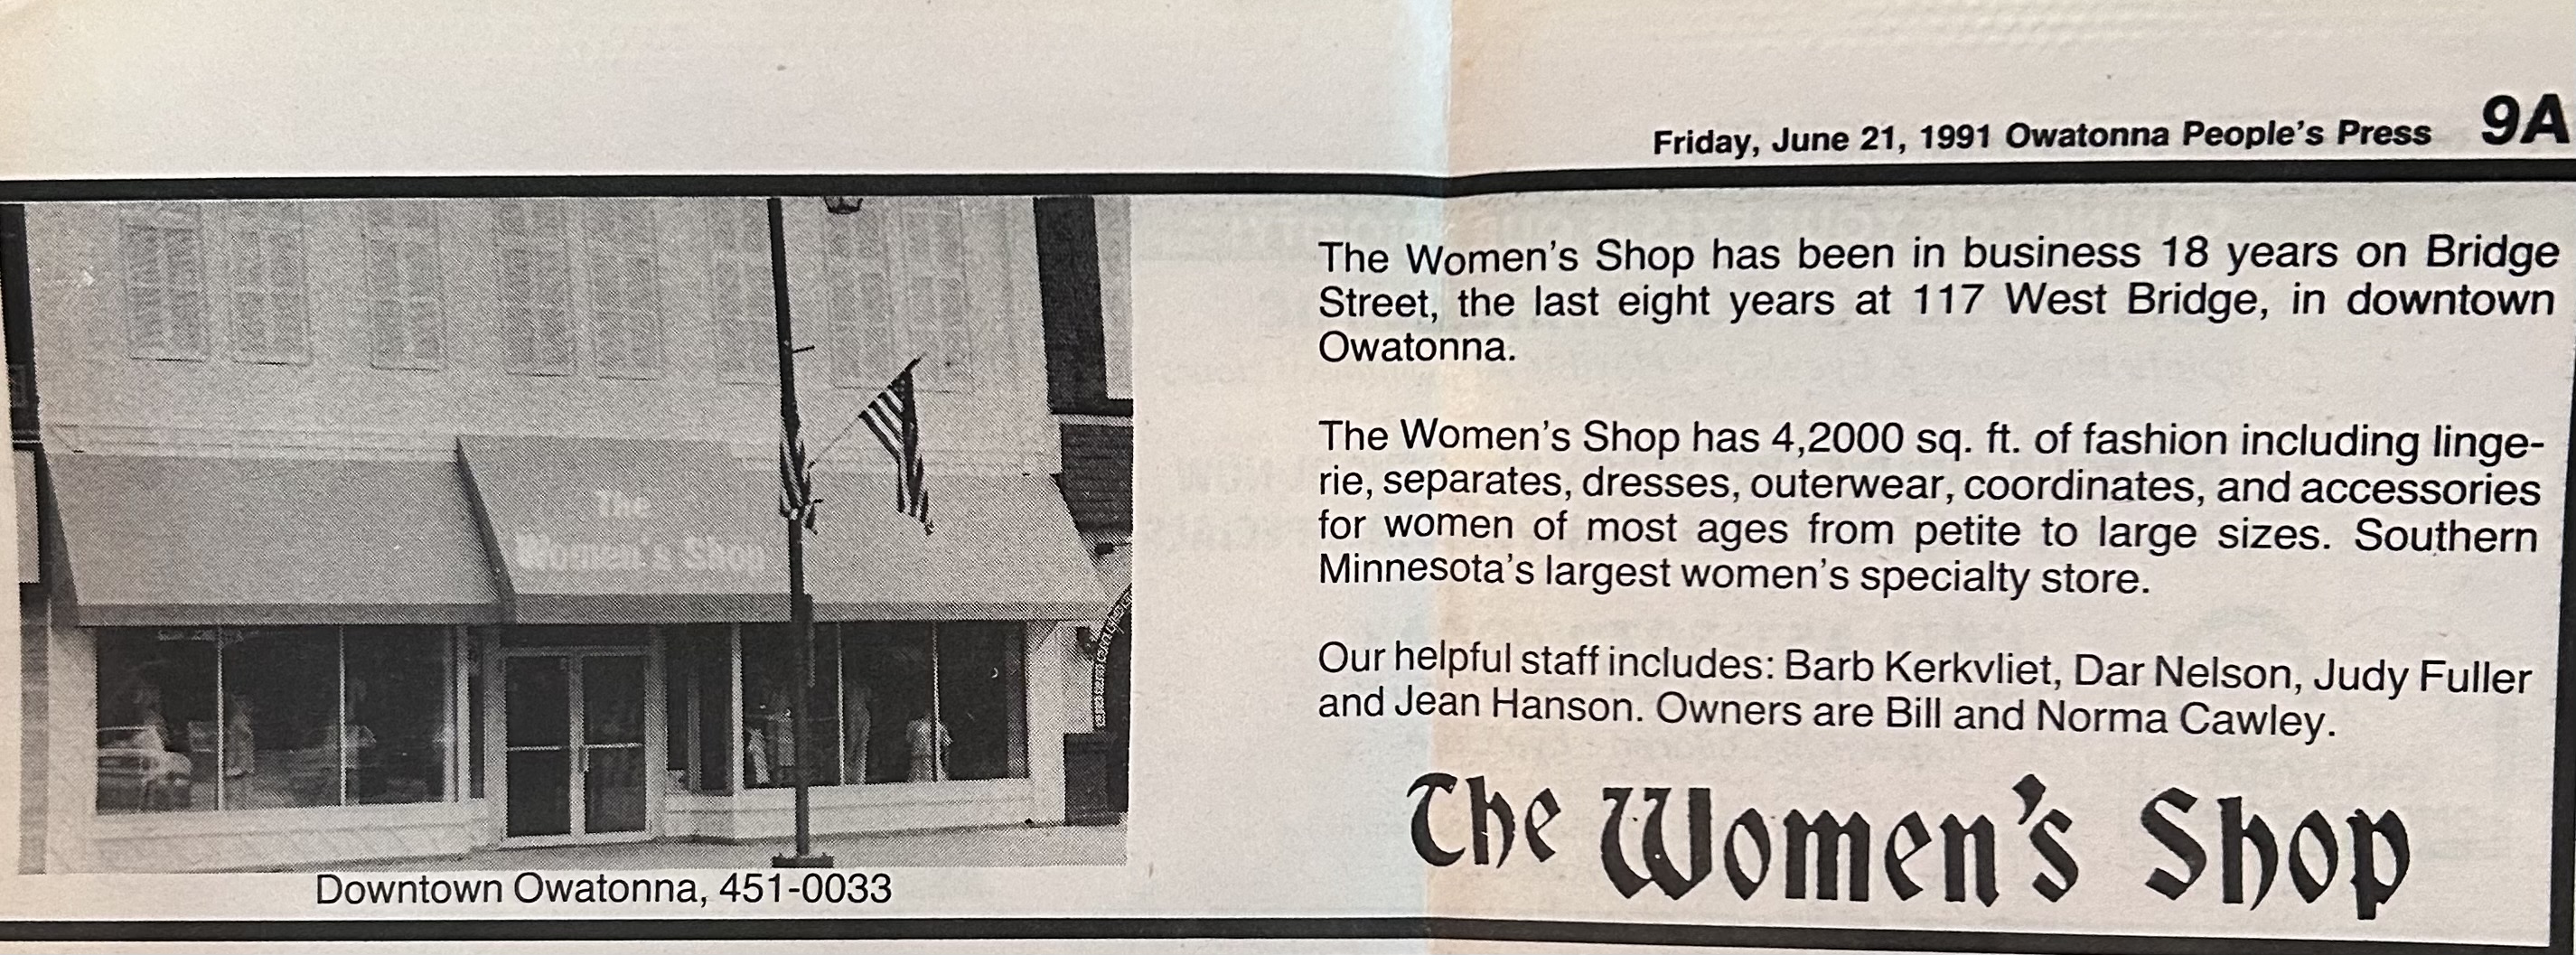 Friday, June 21, 1991 Owatonna People's Press 9A
The Women's Shop has been in business 18 years on Bridge
Street, the last eight years at 117 West Bridge, in downtown
Owatonna.
The Women's Shop has 4,2000 sq. ft. of fashion including linge-
rie, separates, dresses, outerwear, coordinates, and accessories
for women of most ages from petite to large sizes. Southern
Minnesota's largest women's specialty store.
Our helpful staff includes: Barb Kerkvliet, Dar Nelson, Judy Fuller
and Jean Hanson. Owners are Bill and Norma Cawley.
The Women's Shop
The
Women's Shop
Downtown Owatonna, 451-0033